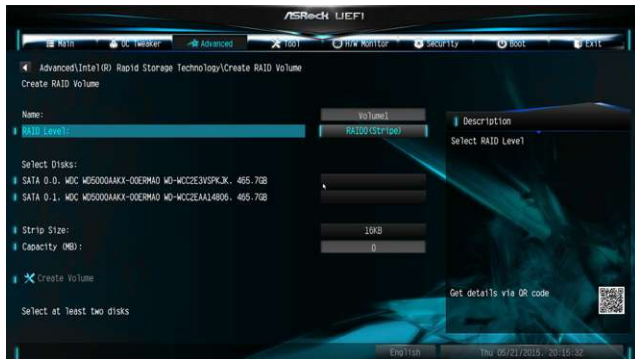 ASRock UEFI
Main OC Tweaker Advanced Tool H/W Monitor Security Boot Exit
Advanced\Intel(R) Rapid Storage Technology\Create RAID Volume
Create RAID Volume
Name: Volume1
RAID Level: RAID0(Stripe)
Select Disks:
SATA 0.0, WDC WD5000AAKX-00ERMA0 WD-WCC2E3VSPKJK, 465.7GB
SATA 0.1, WDC WD5000AAKX-00ERMA0 WD-WCC2EAA14806, 465.7GB
Strip Size: 16KB
Capacity (MB): 0
Create Volume
Select at least two disks
Description
Select RAID Level
Get details via QR code
English Thu 05/21/2015, 20:15:32